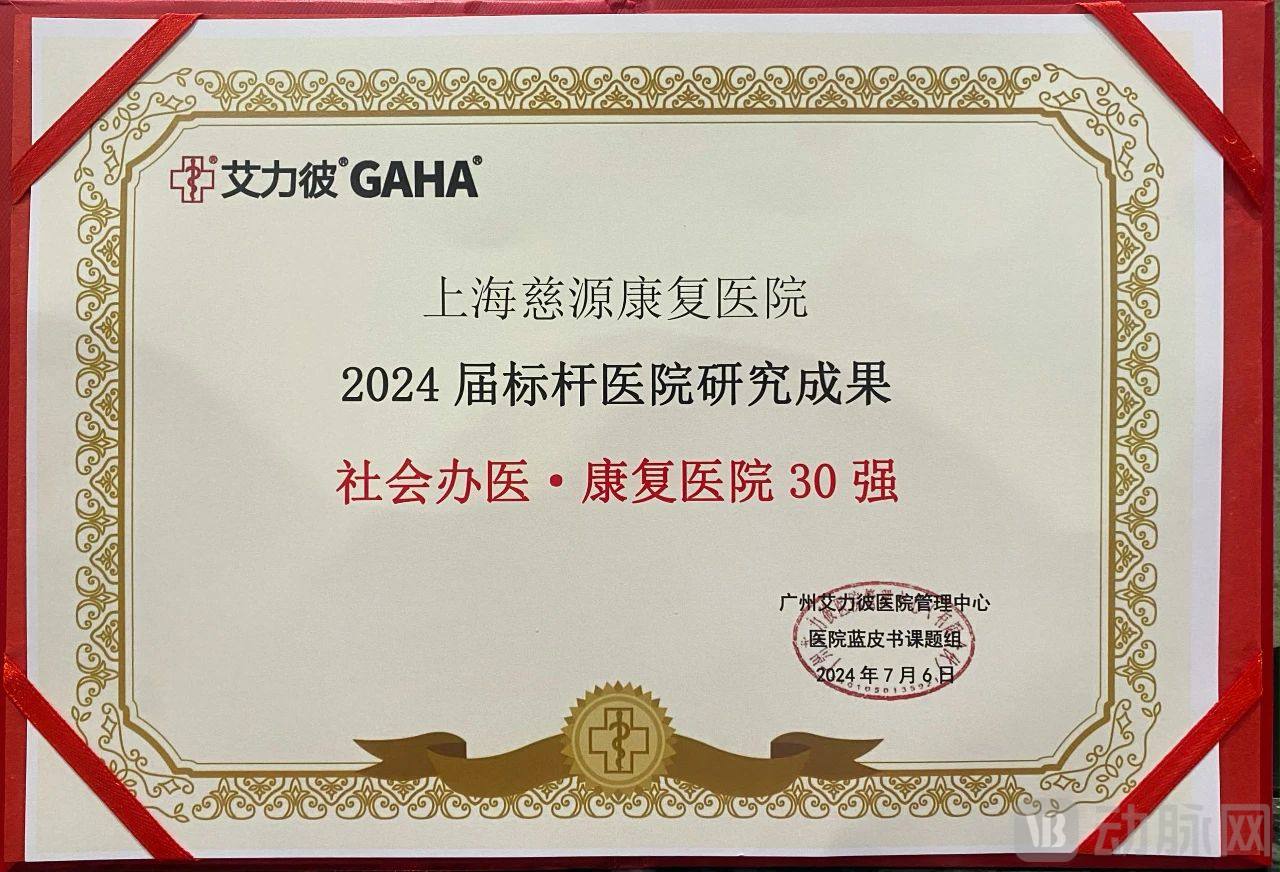 艾力彼® GAHA®
上海慈源康复医院
2024 届标杆医院研究成果
社会办医·康复医院 30 强
广州艾力彼医院管理中心
医院蓝皮书课题组
2024 年 7 月 6 日
动脉网